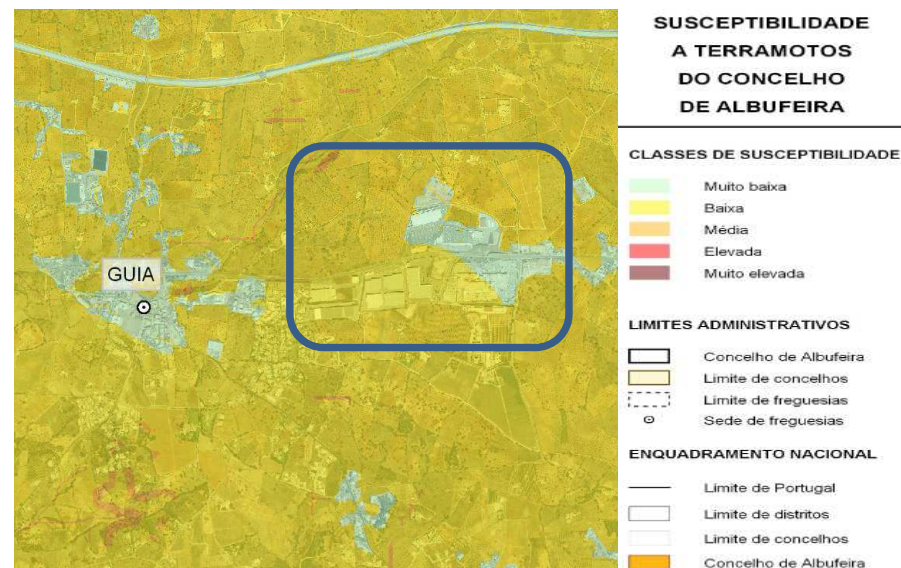 GUIA
SUSCEPTIBILIDADE
A TERRAMOTOS
DO CONCELHO
DE ALBUFEIRA
CLASSES DE SUSCEPTIBILIDADE
Muito baixa
Baixa
Média
Elevada
Muito elevada
LIMITES ADMINISTRATIVOS
Concelho de Albufeira
Limite de concelhos
Limite de freguesias
Sede de freguesias
ENQUADRAMENTO NACIONAL
Limite de Portugal
Limite de distritos
Limite de concelhos
Concelho de Albufeira